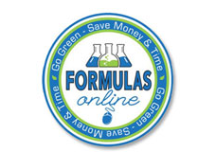 Go Green - Save Money & Time
FORMULAS
online
Go Green - Save Money & Time